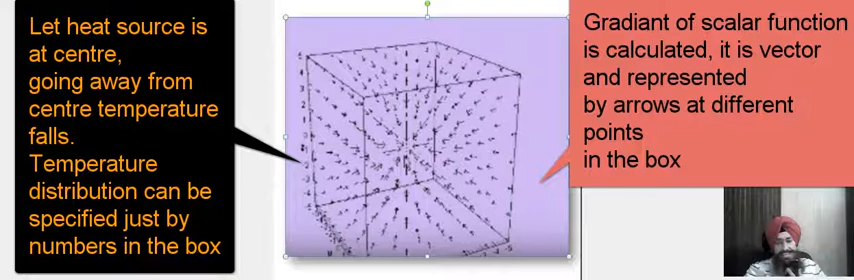 Let heat source is
at centre,
going away from
centre temperature
falls.
Temperature
distribution can be
specified just by
numbers in the box
Gradiant of scalar function
is calculated, it is vector
and represented
by arrows at different
points
in the box